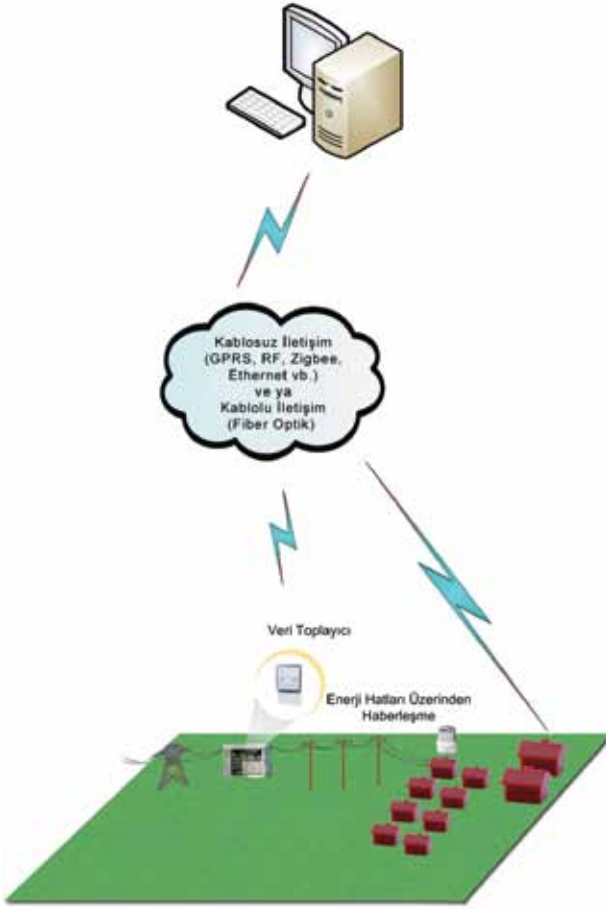 Kablosuz İletişim
(GPRS, RF, Zigbee,
Ethernet vb.)
ve ya
Kablolu İletişim
(Fiber Optik)
Veri Toplayıcı
Enerji Hatları Üzerinden
Haberleşme